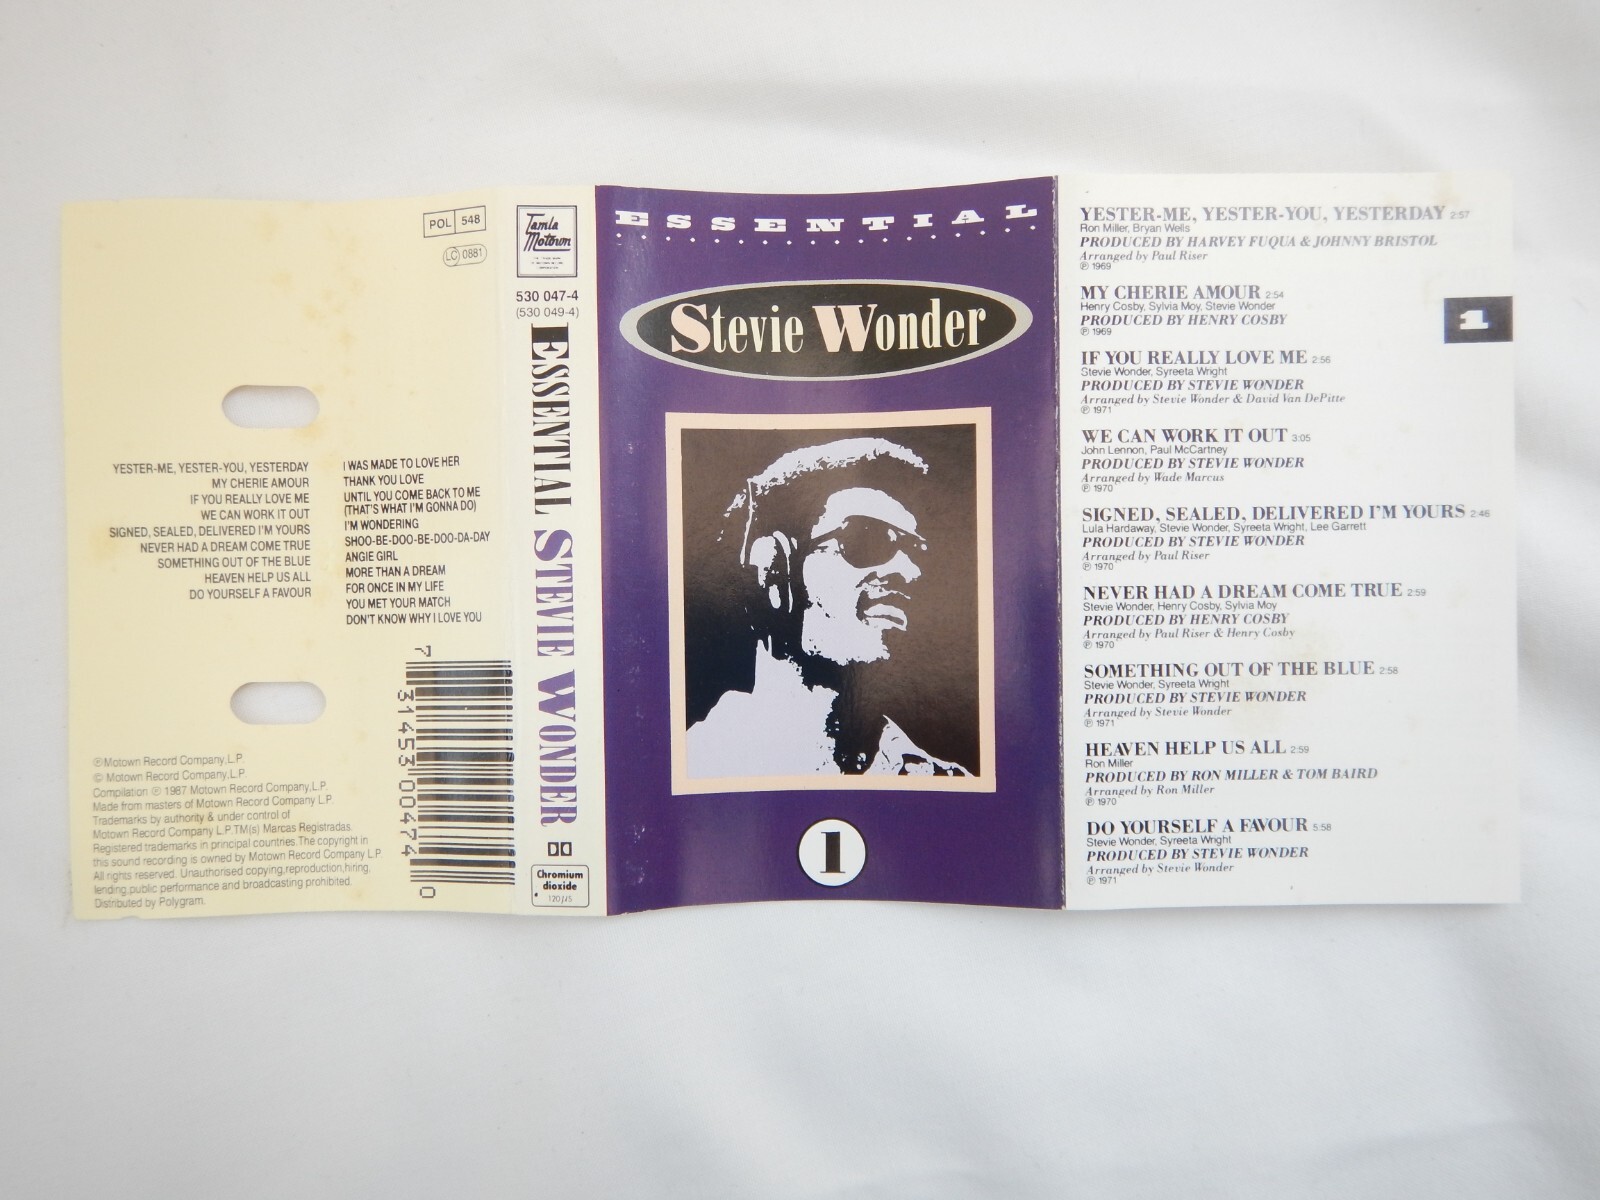 POL 548
LC 0881
YESTER-ME, YESTER-YOU, YESTERDAY
MY CHERIE AMOUR
IF YOU REALLY LOVE ME
WE CAN WORK IT OUT
SIGNED, SEALED, DELIVERED I'M YOURS
NEVER HAD A DREAM COME TRUE
SOMETHING OUT OF THE BLUE
HEAVEN HELP US ALL
DO YOURSELF A FAVOUR
I WAS MADE TO LOVE HER
THANK YOU LOVE
UNTIL YOU COME BACK TO ME
(THAT'S WHAT I'M GONNA DO)
I'M WONDERING
SHOO-BE-DOO-BE-DOO-DA-DAY
ANGIE GIRL
MORE THAN A DREAM
FOR ONCE IN MY LIFE
YOU MET YOUR MATCH
DON'T KNOW WHY I LOVE YOU
℗ Motown Record Company, L.P.
© Motown Record Company, L.P.
Compilation ℗ 1987 Motown Record Company, L.P.
Made from masters of Motown Record Company L.P.
Trademarks by authority & under control of
Motown Record Company L.P. TM(s) Marcas Registradas.
Registered trademarks in principal countries. The copyright in
this sound recording is owned by Motown Record Company L.P.
All rights reserved. Unauthorised copying, reproduction, hiring,
lending, public performance and broadcasting prohibited.
Distributed by Polygram.
7 31453 00474 0
Tamla
Motown
530 047-4
(530 049-4)
ESSENTIAL STEVIE WONDER
Chromium
dioxide
120 µS
ESSENTIAL
Stevie Wonder
1
YESTER-ME, YESTER-YOU, YESTERDAY 2:57
Ron Miller, Bryan Wells
PRODUCED BY HARVEY FUQUA & JOHNNY BRISTOL
Arranged by Paul Riser
℗ 1969
MY CHERIE AMOUR 2:54
Henry Cosby, Sylvia Moy, Stevie Wonder
PRODUCED BY HENRY COSBY
℗ 1969
1
IF YOU REALLY LOVE ME 2:56
Stevie Wonder, Syreeta Wright
PRODUCED BY STEVIE WONDER
Arranged by Stevie Wonder & David Van DePitte
℗ 1971
WE CAN WORK IT OUT 3:05
John Lennon, Paul McCartney
PRODUCED BY STEVIE WONDER
Arranged by Wade Marcus
℗ 1970
SIGNED, SEALED, DELIVERED I'M YOURS 2:46
Lula Hardaway, Stevie Wonder, Syreeta Wright, Lee Garrett
PRODUCED BY STEVIE WONDER
Arranged by Paul Riser
℗ 1970
NEVER HAD A DREAM COME TRUE 2:59
Stevie Wonder, Henry Cosby, Sylvia Moy
PRODUCED BY HENRY COSBY
Arranged by Paul Riser & Henry Cosby
℗ 1970
SOMETHING OUT OF THE BLUE 2:58
Stevie Wonder, Syreeta Wright
PRODUCED BY STEVIE WONDER
Arranged by Stevie Wonder
℗ 1971
HEAVEN HELP US ALL 2:59
Ron Miller
PRODUCED BY RON MILLER & TOM BAIRD
Arranged by Ron Miller
℗ 1970
DO YOURSELF A FAVOUR 5:58
Stevie Wonder, Syreeta Wright
PRODUCED BY STEVIE WONDER
Arranged by Stevie Wonder
℗ 1971